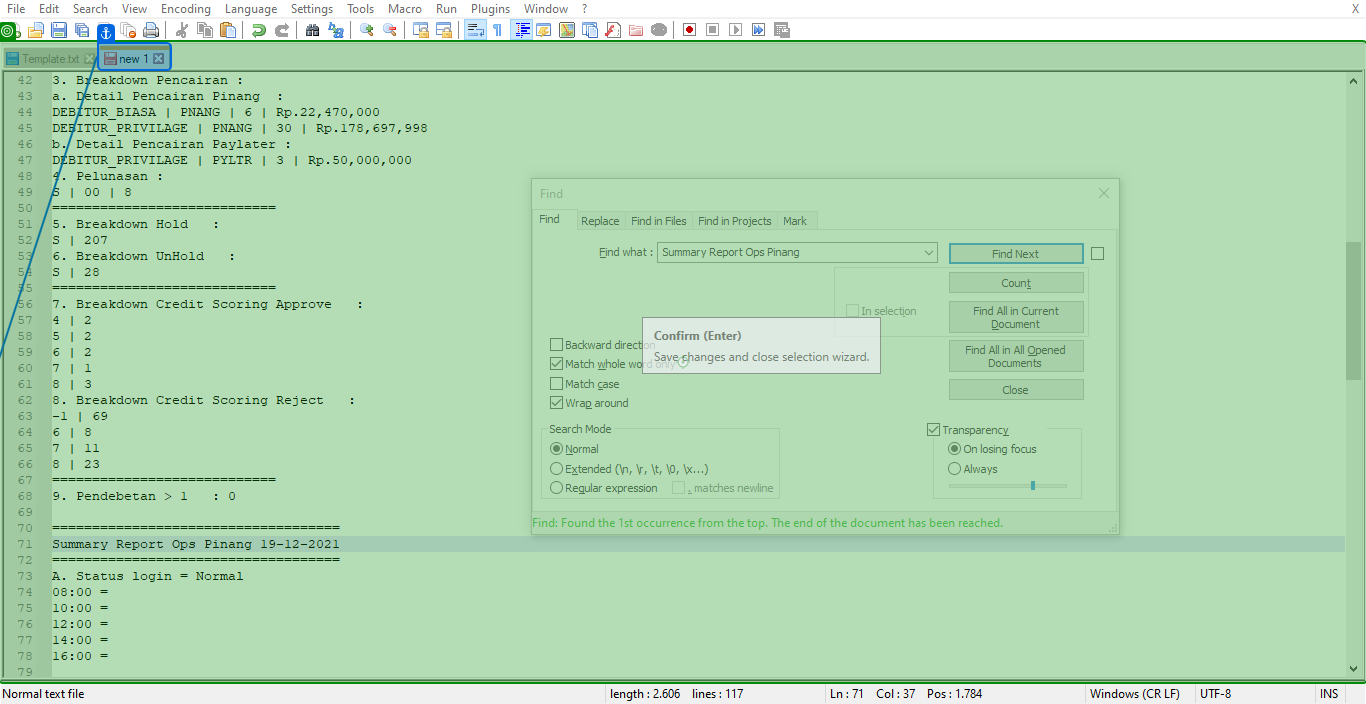 File Edit Search View Encoding Language Settings Tools Macro Run Plugins Window ? X
Template.txt new 1
42 3. Breakdown Pencairan :
43 a. Detail Pencairan Pinang :
44 DEBITUR_BIASA | PNANG | 6 | Rp.22,470,000
45 DEBITUR_PRIVILAGE | PNANG | 30 | Rp.178,697,998
46 b. Detail Pencairan Paylater :
47 DEBITUR_PRIVILAGE | PYLTR | 3 | Rp.50,000,000
48 4. Pelunasan :
49 S | 00 | 8
50 ============================
51 5. Breakdown Hold :
52 S | 207
53 6. Breakdown UnHold :
54 S | 28
55 ============================
56 7. Breakdown Credit Scoring Approve :
57 4 | 2
58 5 | 2
59 6 | 2
60 7 | 1
61 8 | 3
62 8. Breakdown Credit Scoring Reject :
63 -1 | 69
64 6 | 8
65 7 | 11
66 8 | 23
67 ============================
68 9. Pendebetan > 1 : 0
69
70 ====================================
71 Summary Report Ops Pinang 19-12-2021
72 ====================================
73 A. Status login = Normal
74 08:00 =
75 10:00 =
76 12:00 =
77 14:00 =
78 16:00 =
79
Find
Find Replace Find in Files Find in Projects Mark
Find what : Summary Report Ops Pinang Find Next
Count
In selection
Find All in Current Document
Confirm (Enter)
Save changes and close selection wizard.
Backward direction
Find All in All Opened Documents
Match whole word only
Match case
Close
Wrap around
Search Mode
Transparency
Normal
On losing focus
Extended (\n, \r, \t, \0, \x...)
Always
Regular expression . matches newline
Find: Found the 1st occurrence from the top. The end of the document has been reached.
Normal text file length : 2.606 lines : 117 Ln : 71 Col : 37 Pos : 1.784 Windows (CR LF) UTF-8 INS